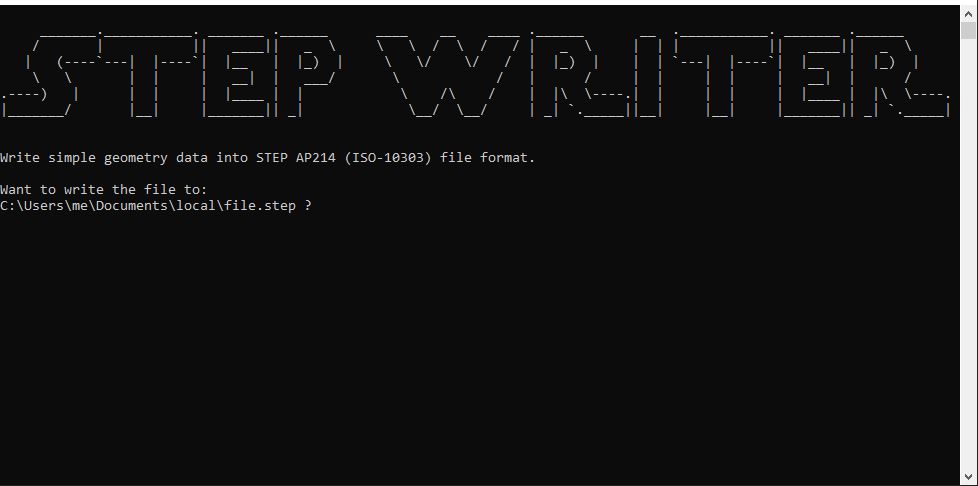 STEP WRITER
Write simple geometry data into STEP AP214 (ISO-10303) file format.
Want to write the file to:
C:\Users\me\Documents\local\file.step ?